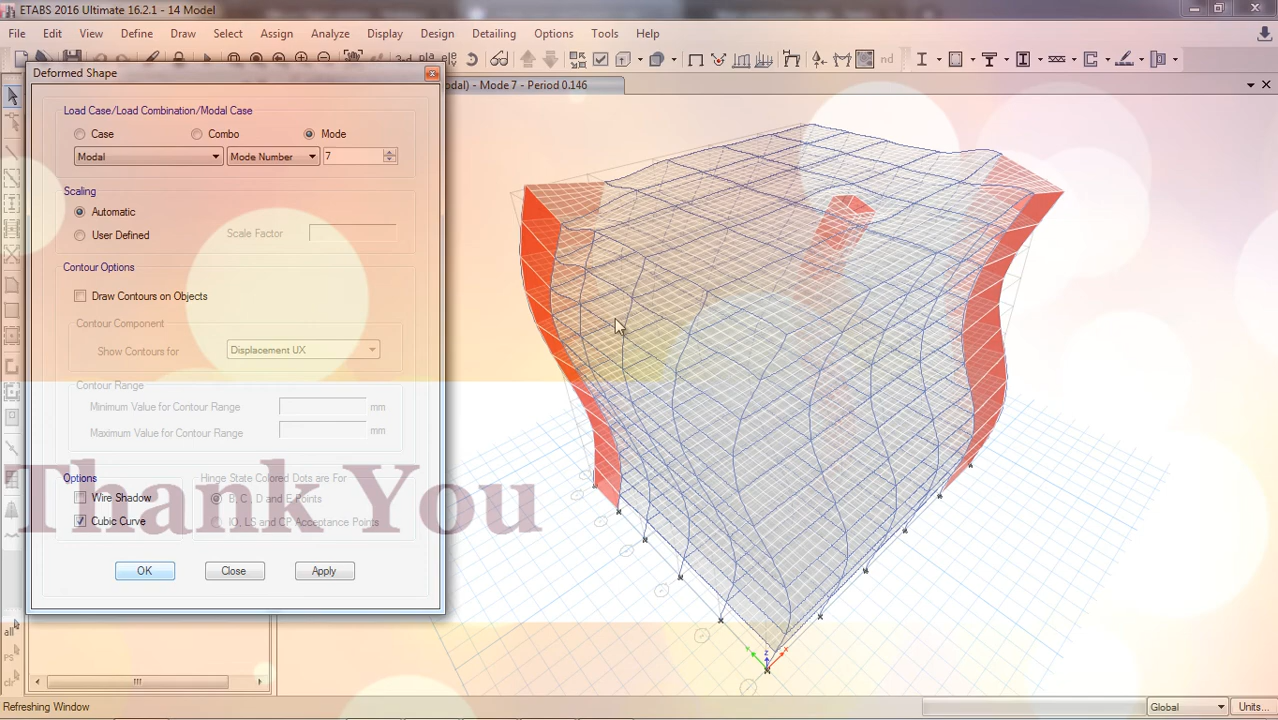 ETABS 2016 Ultimate 16.2.1 - 14 Model
File Edit View Define Draw Select Assign Analyze Display Design Detailing Options Tools Help
nd
Deformed Shape
odal) - Mode 7 - Period 0.146
Load Case/Load Combination/Modal Case
Case Combo Mode
Modal Mode Number 7
Scaling
Automatic
User Defined Scale Factor
Contour Options
Draw Contours on Objects
Contour Component
Show Contours for Displacement UX
Contour Range
Minimum Value for Contour Range mm
Maximum Value for Contour Range mm
Options Hinge State Colored Dots are For
Wire Shadow B, C, D and E Points
Cubic Curve IO, LS and CP Acceptance Points
Thank You
OK Close Apply
all
PS
clr
Z
Y
X
Refreshing Window Global Units...